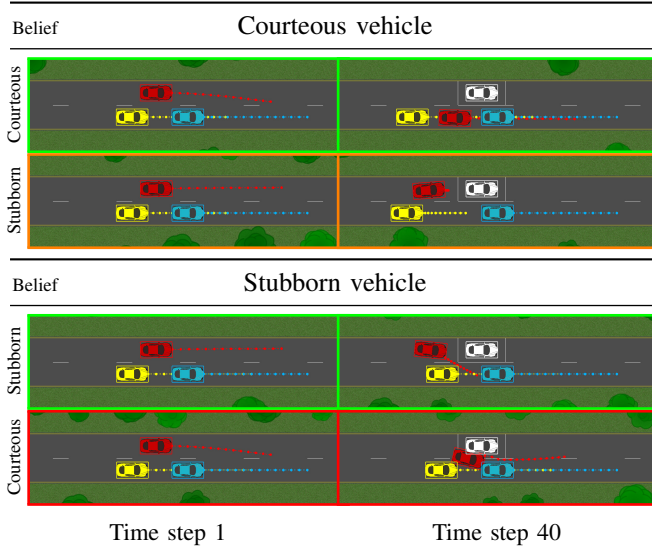 Belief Courteous vehicle
Courteous
Stubborn
Belief Stubborn vehicle
Stubborn
Courteous
Time step 1 Time step 40